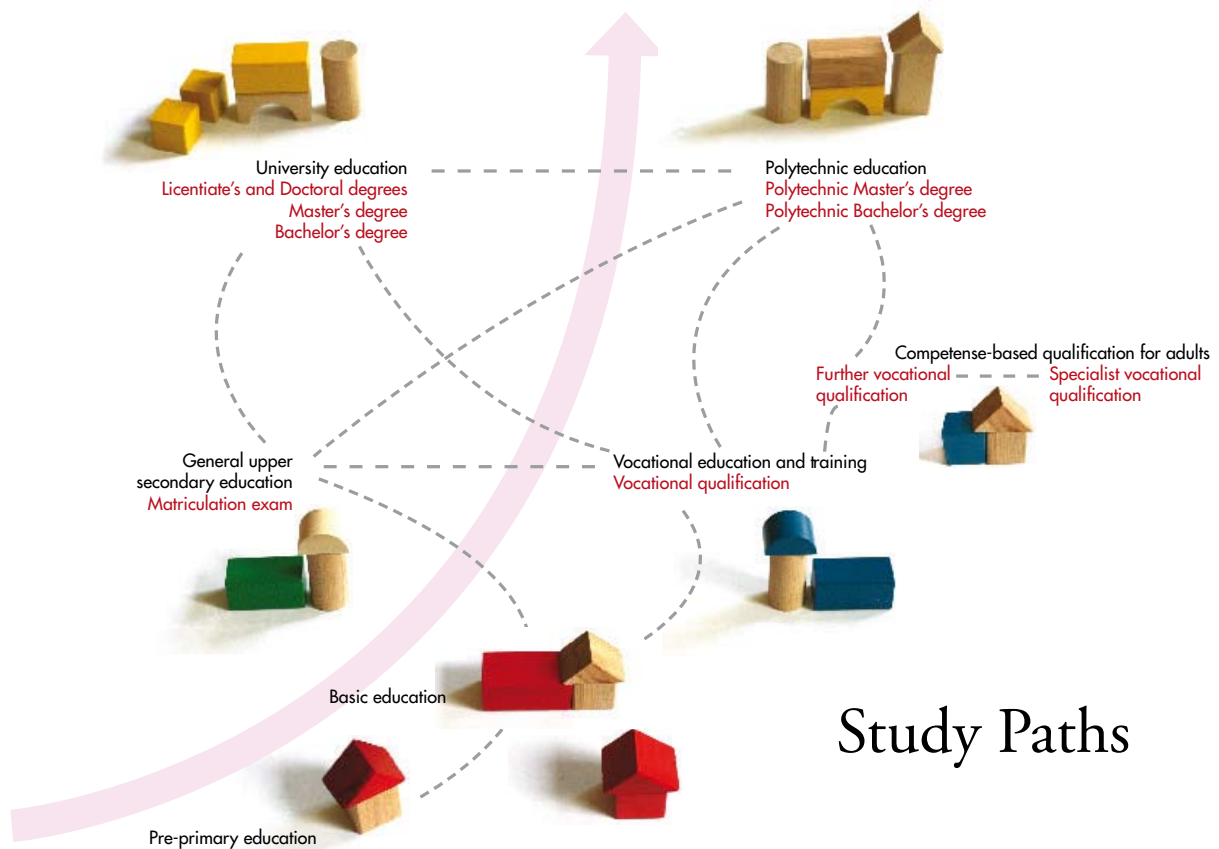 University education
Licentiate's and Doctoral degrees
Master's degree
Bachelor's degree
Polytechnic education
Polytechnic Master's degree
Polytechnic Bachelor's degree
Competense-based qualification for adults
Further vocational
qualification
Specialist vocational
qualification
General upper
secondary education
Matriculation exam
Vocational education and training
Vocational qualification
Basic education
Study Paths
Pre-primary education